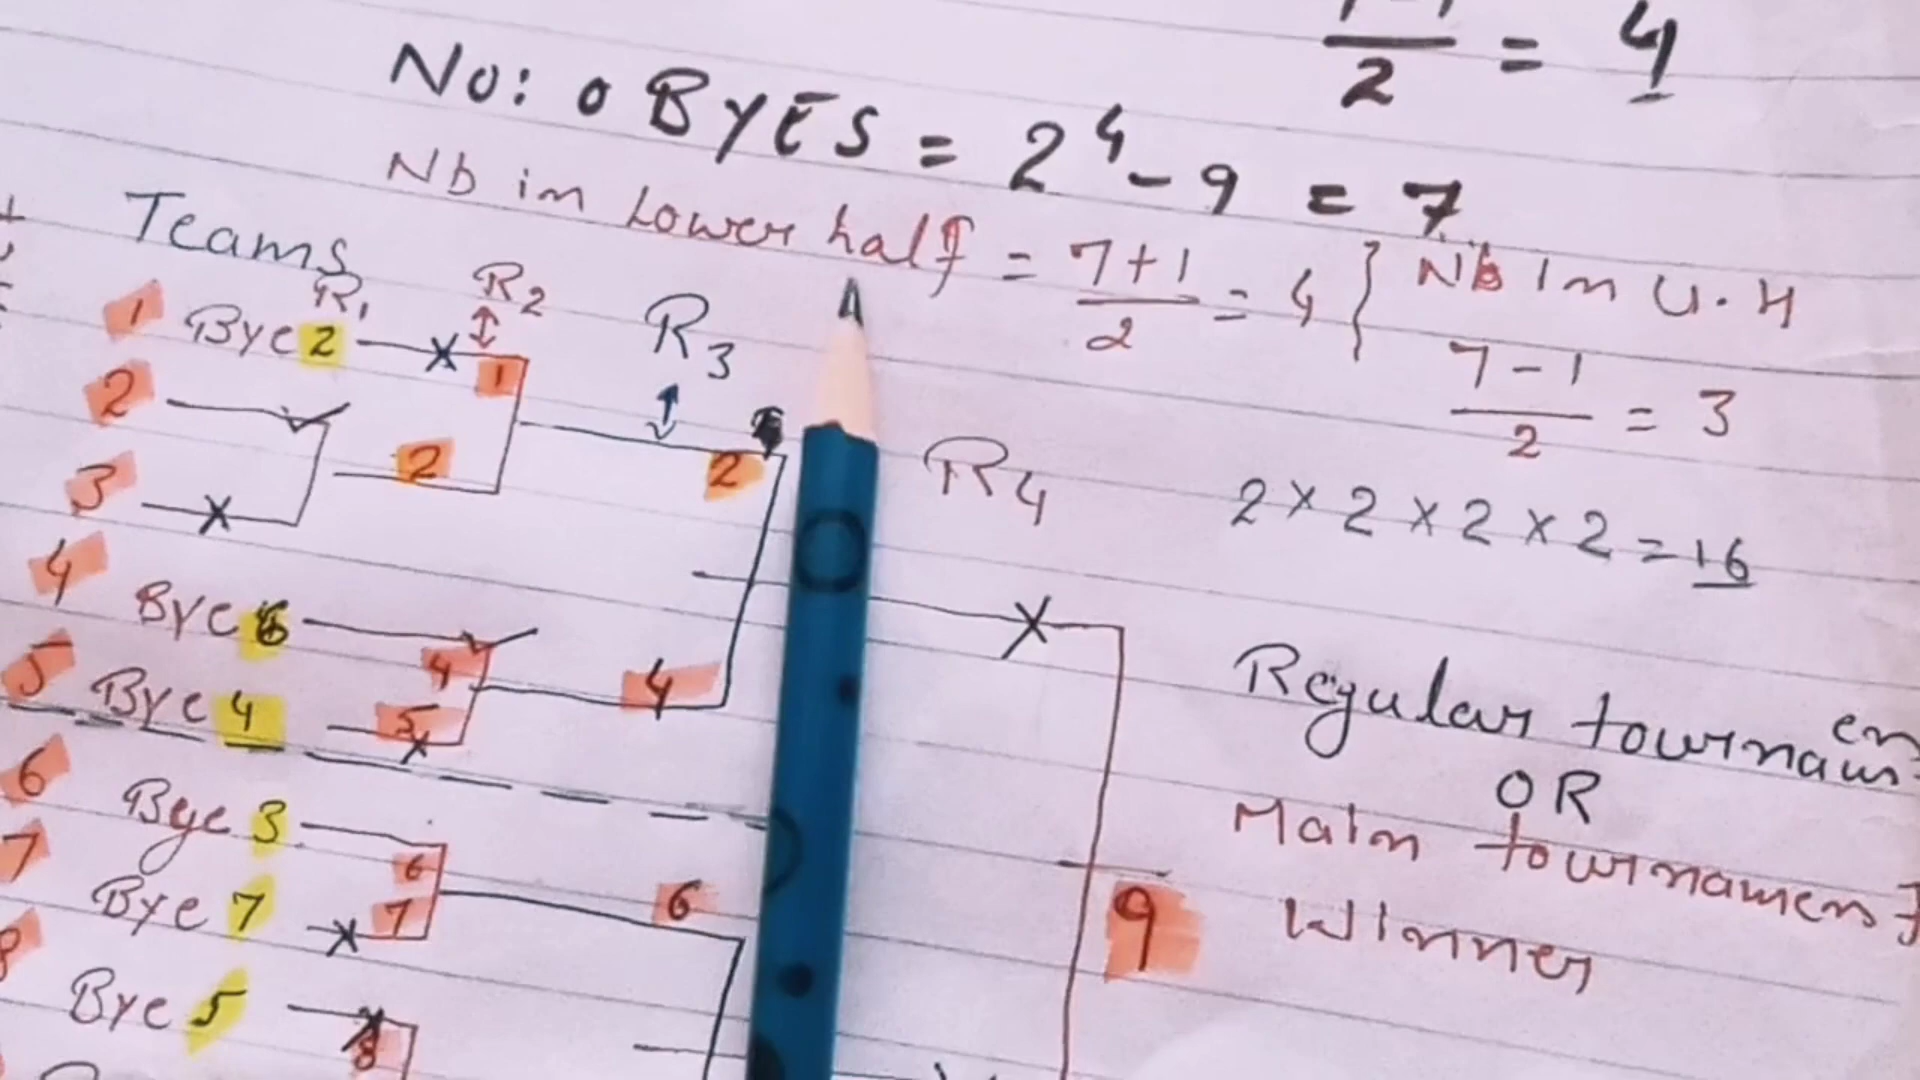 2 = 4
No: o BYES = 2⁴ - 9 = 7
Nb in Lower half = 7+1 / 2 = 4 } Nb In U.H
7 - 1 / 2 = 3
2 × 2 × 2 × 2 = 16
Teams
R1 R2 R3 R4
1 Bye 2 1
2
3 2 2
4 Bye 6 4
5 Bye 4 5 4
6 Bye 3 6
7 Bye 7 7 6
8 Bye 5 8
9
Regular tournam
en
OR
Main tournament
Winner